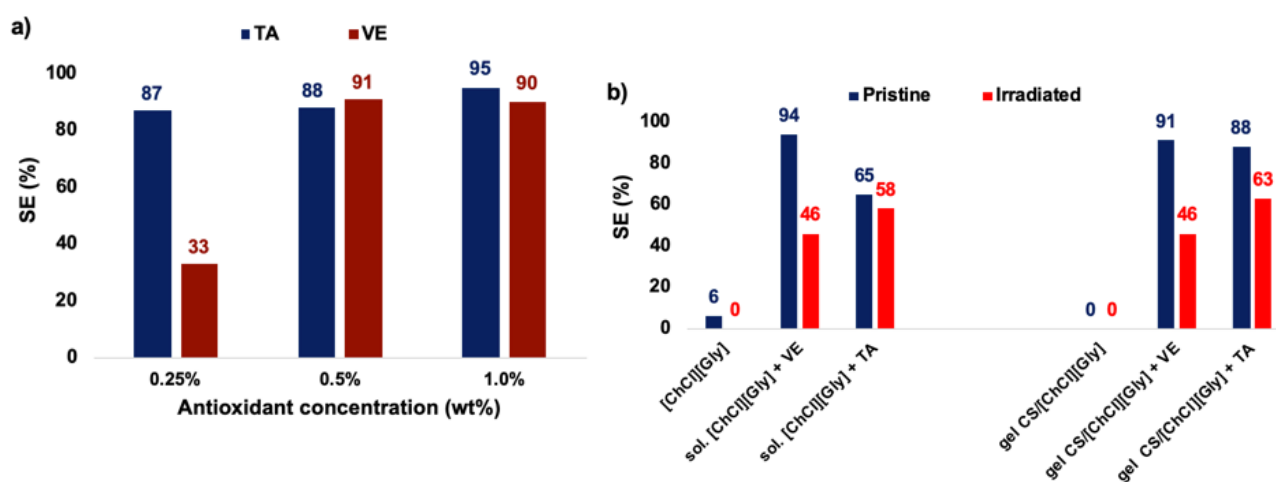 a)
TA VE
SE (%)
100
80
60
40
20
0
87
33
88
91
95
90
0.25% 0.5% 1.0%
Antioxidant concentration (wt%)
b)
Pristine Irradiated
SE (%)
100
80
60
40
20
0
6
0
94
46
65
58
0
0
91
46
88
63
[ChCl][Gly]
sol. [ChCl][Gly] + VE
sol. [ChCl][Gly] + TA
gel CS/[ChCl][Gly]
gel CS/[ChCl][Gly] + VE
gel CS/[ChCl][Gly] + TA